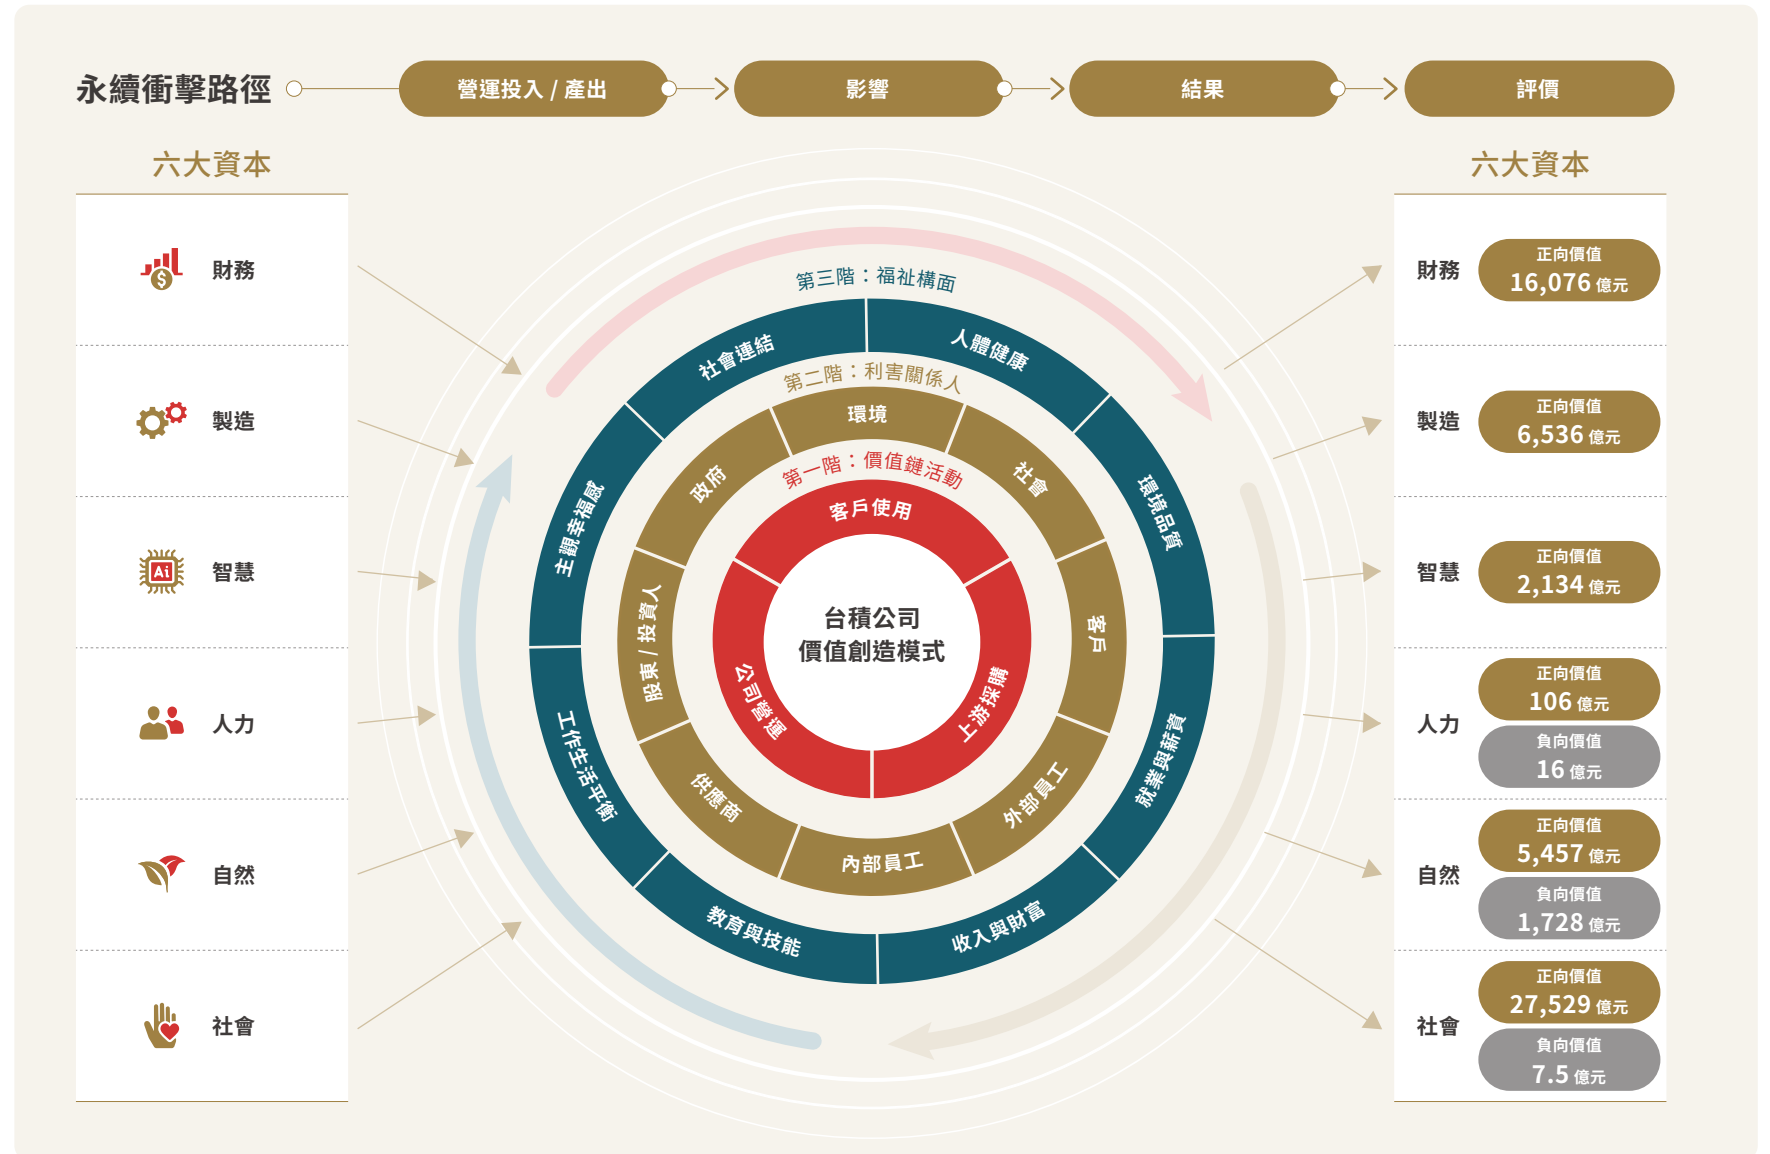 永續衝擊路徑
營運投入 / 產出
影響
結果
評價
六大資本
財務
製造
智慧
Ai
人力
自然
社會
第三階：福祉構面
社會連結
人體健康
環境品質
就業與薪資
收入與財富
教育與技能
工作生活平衡
主觀幸福感
第二階：利害關係人
環境
社會
客戶
外部員工
內部員工
供應商
股東 / 投資人
政府
第一階：價值鏈活動
客戶使用
上游採購
公司營運
台積公司
價值創造模式
六大資本
財務
正向價值
16,076 億元
製造
正向價值
6,536 億元
智慧
正向價值
2,134 億元
人力
正向價值
106 億元
負向價值
16 億元
自然
正向價值
5,457 億元
負向價值
1,728 億元
社會
正向價值
27,529 億元
負向價值
7.5 億元